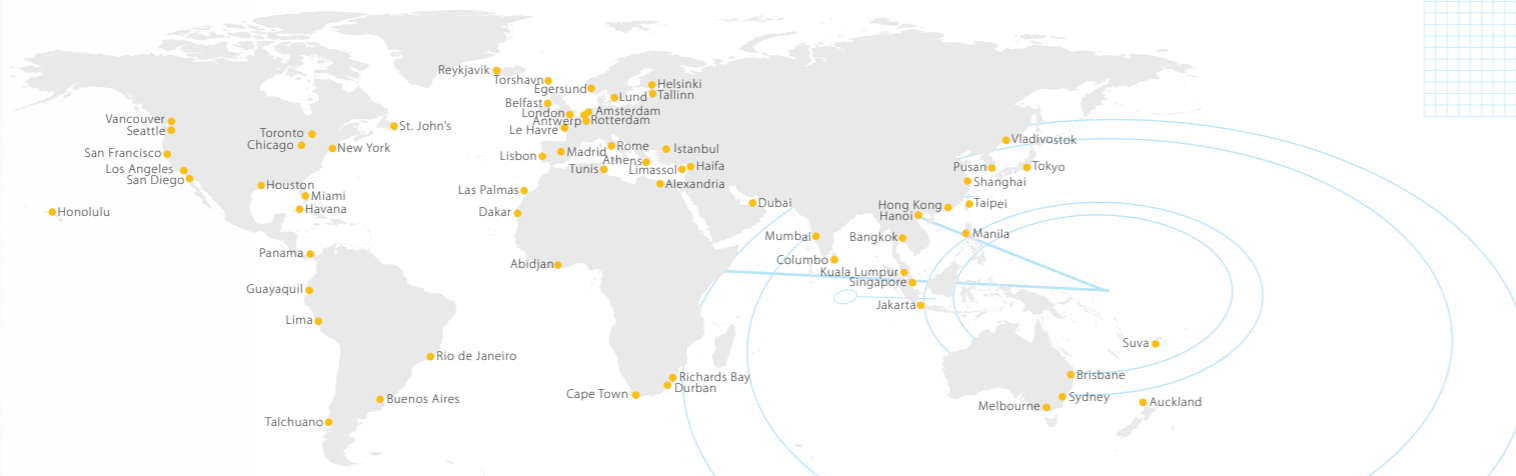 Reykjavik
Torshavn
Egersund
Helsinki
Tallinn
Lund
Belfast
London
Amsterdam
Antwerp
Rotterdam
Le Havre
Vancouver
Seattle
St. John's
Toronto
Chicago
New York
San Francisco
Los Angeles
San Diego
Lisbon
Madrid
Rome
Istanbul
Athens
Tunis
Limassol
Haifa
Alexandria
Vladivostok
Pusan
Tokyo
Shanghai
Houston
Miami
Havana
Honolulu
Las Palmas
Dakar
Dubai
Hong Kong
Taipei
Hanoi
Mumbai
Bangkok
Manila
Panama
Abidjan
Columbo
Kuala Lumpur
Singapore
Guayaquil
Jakarta
Lima
Suva
Rio de Janeiro
Richards Bay
Durban
Brisbane
Cape Town
Buenos Aires
Sydney
Melbourne
Auckland
Talchuano